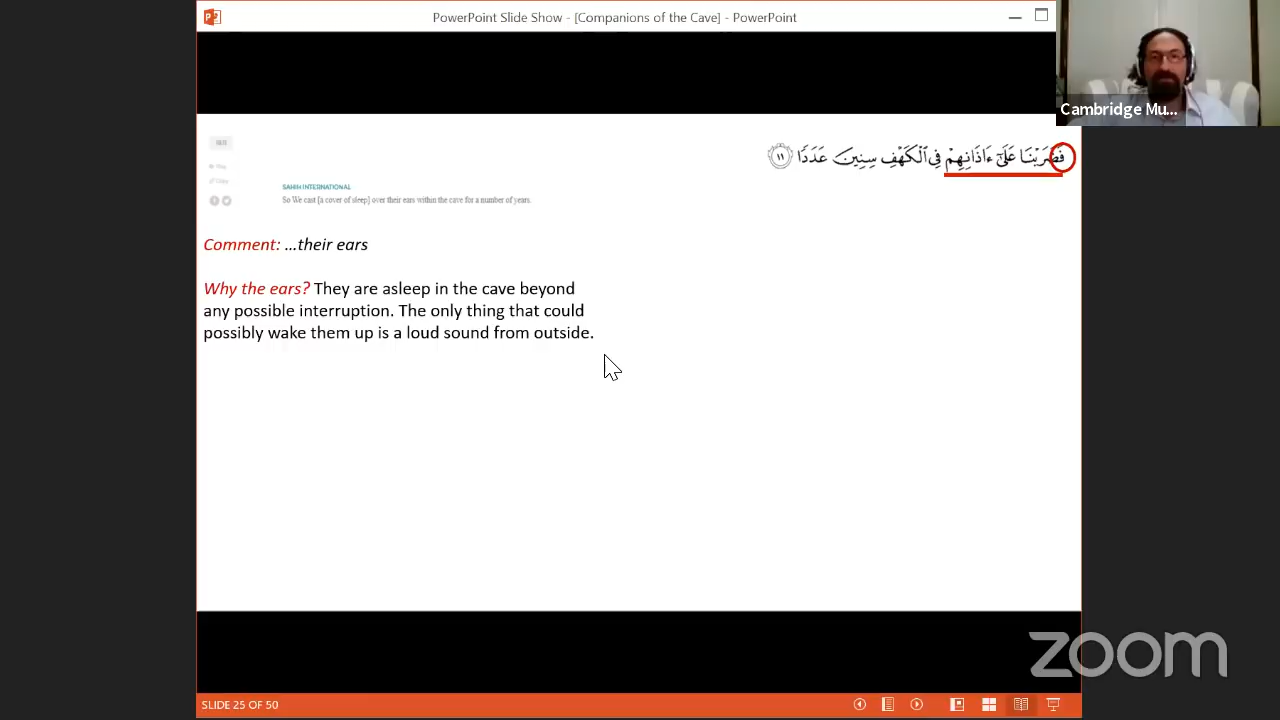 PowerPoint Slide Show - [Companions of the Cave] - PowerPoint
Cambridge Mu...
فَضَرَبْنَا عَلَىٰٓ ءَاذَانِهِمْ فِى ٱلْكَهْفِ سِنِينَ عَدَدًا ١١
SAHIH INTERNATIONAL
So We cast [a cover of sleep] over their ears within the cave for a number of years.
Comment: ...their ears
Why the ears? They are asleep in the cave beyond
any possible interruption. The only thing that could
possibly wake them up is a loud sound from outside.
zoom
SLIDE 25 OF 50